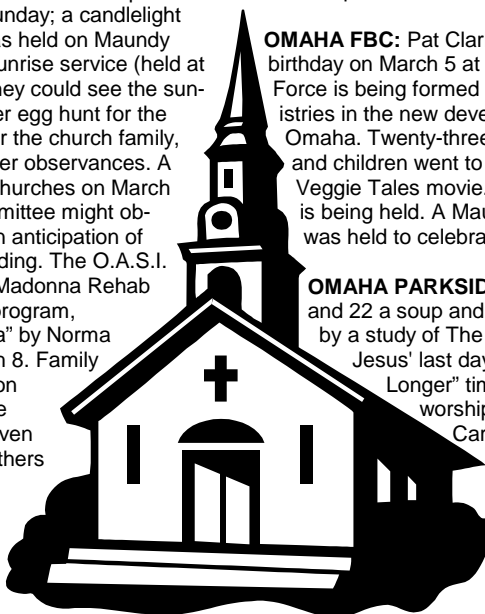 unday; a candlelight
as held on Maundy
unrise service (held at
hey could see the sun-
er egg hunt for the
r the church family,
er observances. A
hurches on March
mittee might ob-
n anticipation of
ding. The O.A.S.I.
Madonna Rehab
program,
a” by Norma
h 8. Family
on
e
ven
thers
OMAHA FBC: Pat Clar
birthday on March 5 at
Force is being formed
istries in the new deve
Omaha. Twenty-three
and children went to
Veggie Tales movie.
is being held. A Mau
was held to celebra
OMAHA PARKSID
and 22 a soup and
by a study of The
Jesus' last day
Longer” tim
worship
Car